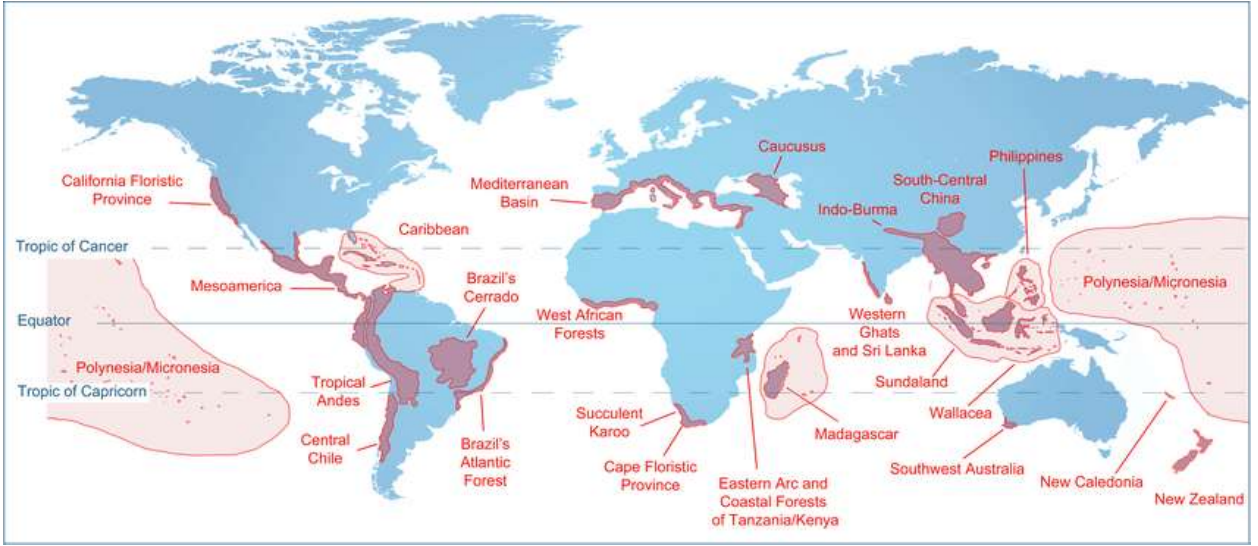 Caucusus
Philippines
California Floristic
Province
Mediterranean
Basin
South-Central
China
Indo-Burma
Tropic of Cancer
Caribbean
Mesoamerica
Brazil's
Cerrado
Polynesia/Micronesia
Equator
West African
Forests
Western
Ghats
and Sri Lanka
Polynesia/Micronesia
Tropical
Andes
Sundaland
Tropic of Capricorn
Succulent
Karoo
Wallacea
Madagascar
Central
Chile
Brazil's
Atlantic
Forest
Cape Floristic
Province
Southwest Australia
Eastern Arc and
Coastal Forests
of Tanzania/Kenya
New Caledonia
New Zealand